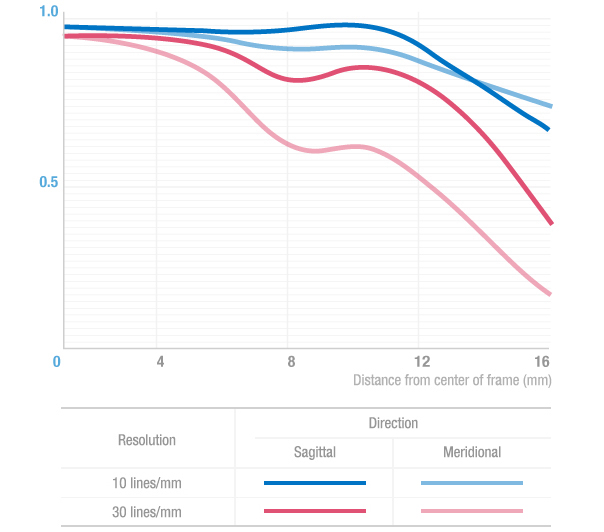 1.0
0.5
0 4 8 12 16
Distance from center of frame (mm)
Resolution
Direction
Sagittal Meridional
10 lines/mm
30 lines/mm